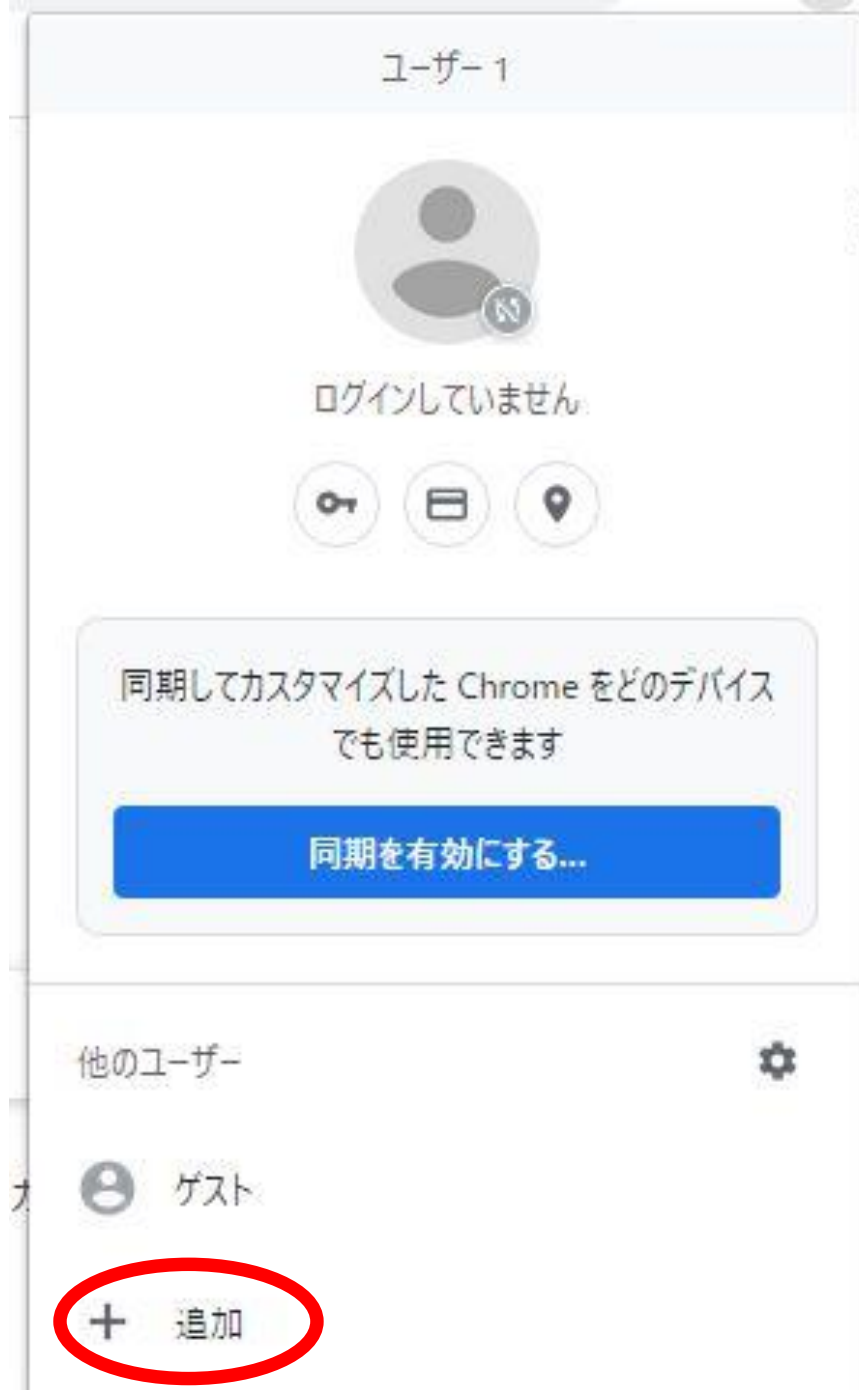 ユーザー 1
ログインしていません
同期してカスタマイズした Chrome をどのデバイス
でも使用できます
同期を有効にする...
他のユーザー
ゲスト
追加